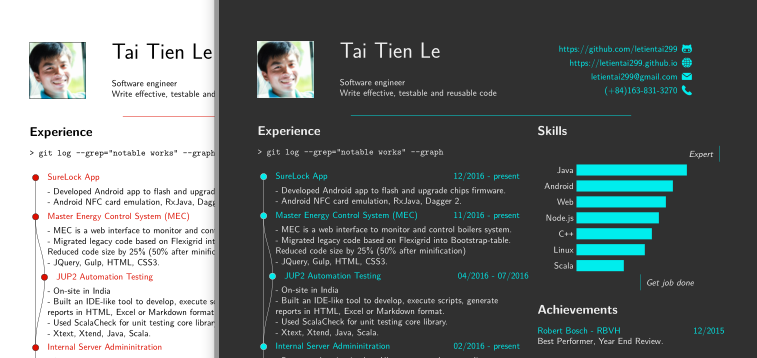 Tai Tien Le
Software engineer
Write effective, testable and
Experience
> git log --grep="notable works" --graph
SureLock App
- Developed Android app to flash and upgrad
- Android NFC card emulation, RxJava, Dagg
Master Energy Control System (MEC)
- MEC is a web interface to monitor and cont
- Migrated legacy code based on Flexigrid int
Reduced code size by 25% (50% after minific
- JQuery, Gulp, HTML, CSS3.
JUP2 Automation Testing
- On-site in India
- Built an IDE-like tool to develop, execute s
reports in HTML, Excel or Markdown format
- Used ScalaCheck for unit testing core librar
- Xtext, Xtend, Java, Scala.
Internal Server Admininitration
Tai Tien Le
Software engineer
Write effective, testable and reusable code
https://github.com/letientai299
https://letientai299.github.io
letientai299@gmail.com
(+84)163-831-3270
Experience
> git log --grep="notable works" --graph
SureLock App 12/2016 - present
- Developed Android app to flash and upgrade chips firmware.
- Android NFC card emulation, RxJava, Dagger 2.
Master Energy Control System (MEC) 11/2016 - present
- MEC is a web interface to monitor and control boilers system.
- Migrated legacy code based on Flexigrid into Bootstrap-table.
Reduced code size by 25% (50% after minification)
- JQuery, Gulp, HTML, CSS3.
JUP2 Automation Testing 04/2016 - 07/2016
- On-site in India
- Built an IDE-like tool to develop, execute scripts, generate
reports in HTML, Excel or Markdown format.
- Used ScalaCheck for unit testing core library.
- Xtext, Xtend, Java, Scala.
Internal Server Admininitration 02/2016 - present
Skills
Expert
Java
Android
Web
Node.js
C++
Linux
Scala
Get job done
Achievements
Robert Bosch - RBVH 12/2015
Best Performer, Year End Review.